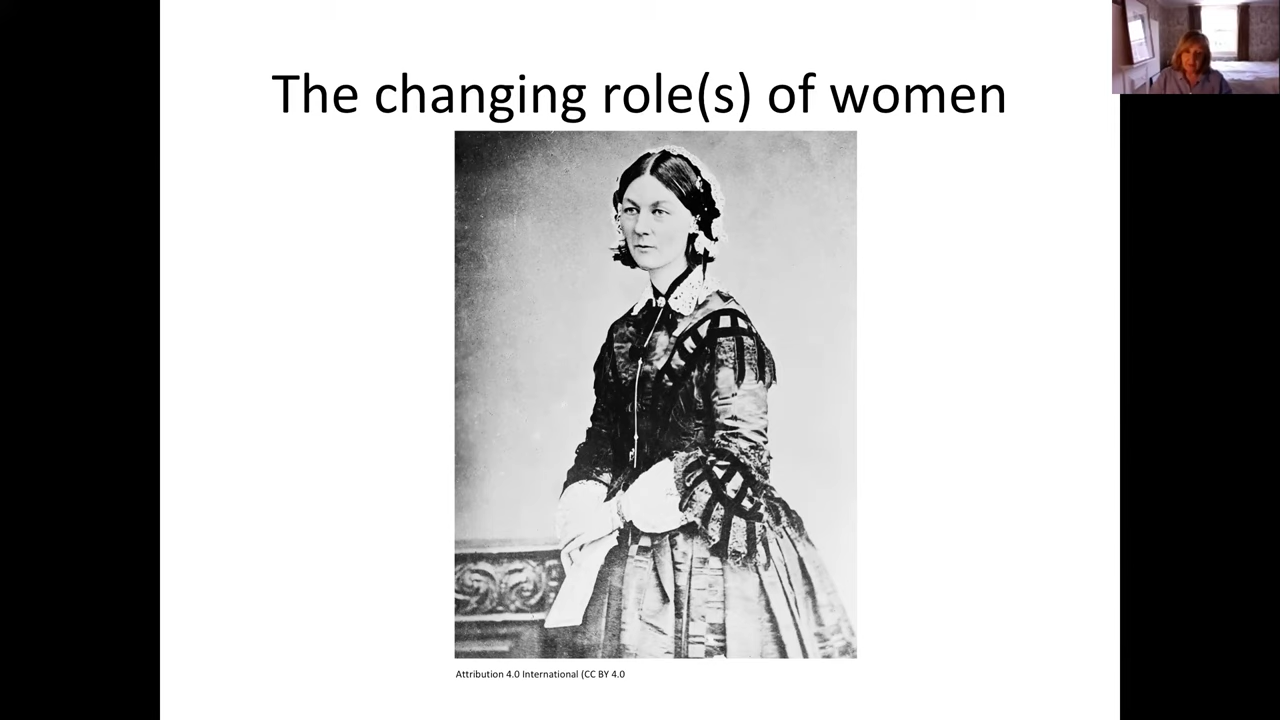 The changing role(s) of women
Attribution 4.0 International (CC BY 4.0